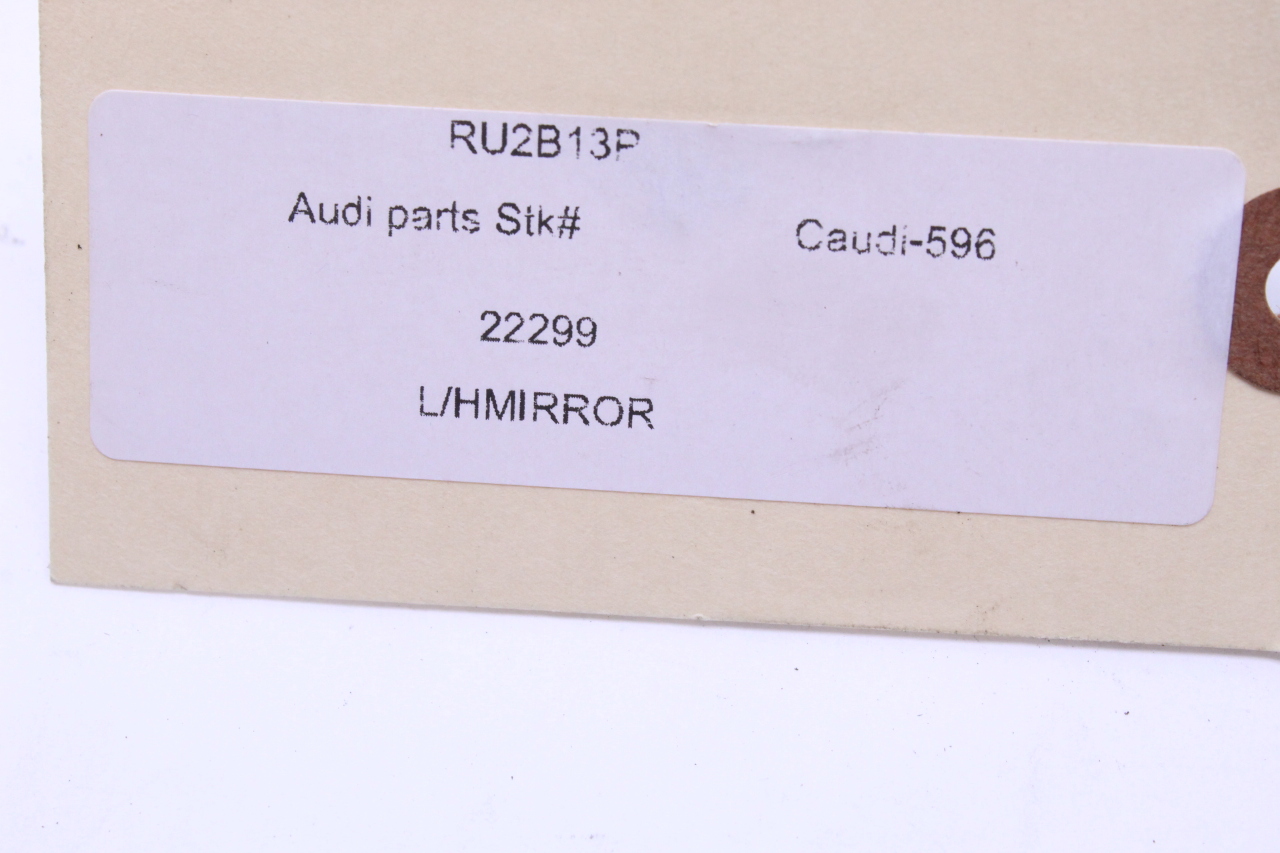 RU2B13P
Audi parts Stk# Caudi-596
22299
L/HMIRROR